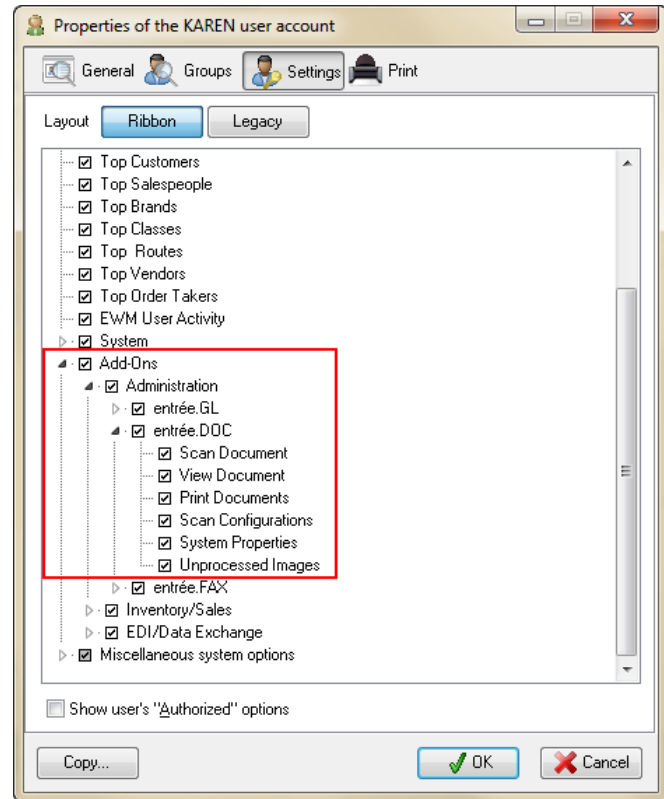 Properties of the KAREN user account
General Groups Settings Print
Layout Ribbon Legacy
Top Customers
Top Salespeople
Top Brands
Top Classes
Top  Routes
Top Vendors
Top Order Takers
EWM User Activity
System
Add-Ons
Administration
entrée.GL
entrée.DOC
Scan Document
View Document
Print Documents
Scan Configurations
System Properties
Unprocessed Images
entrée.FAX
Inventory/Sales
EDI/Data Exchange
Miscellaneous system options
Show user's "Authorized" options
Copy... OK Cancel